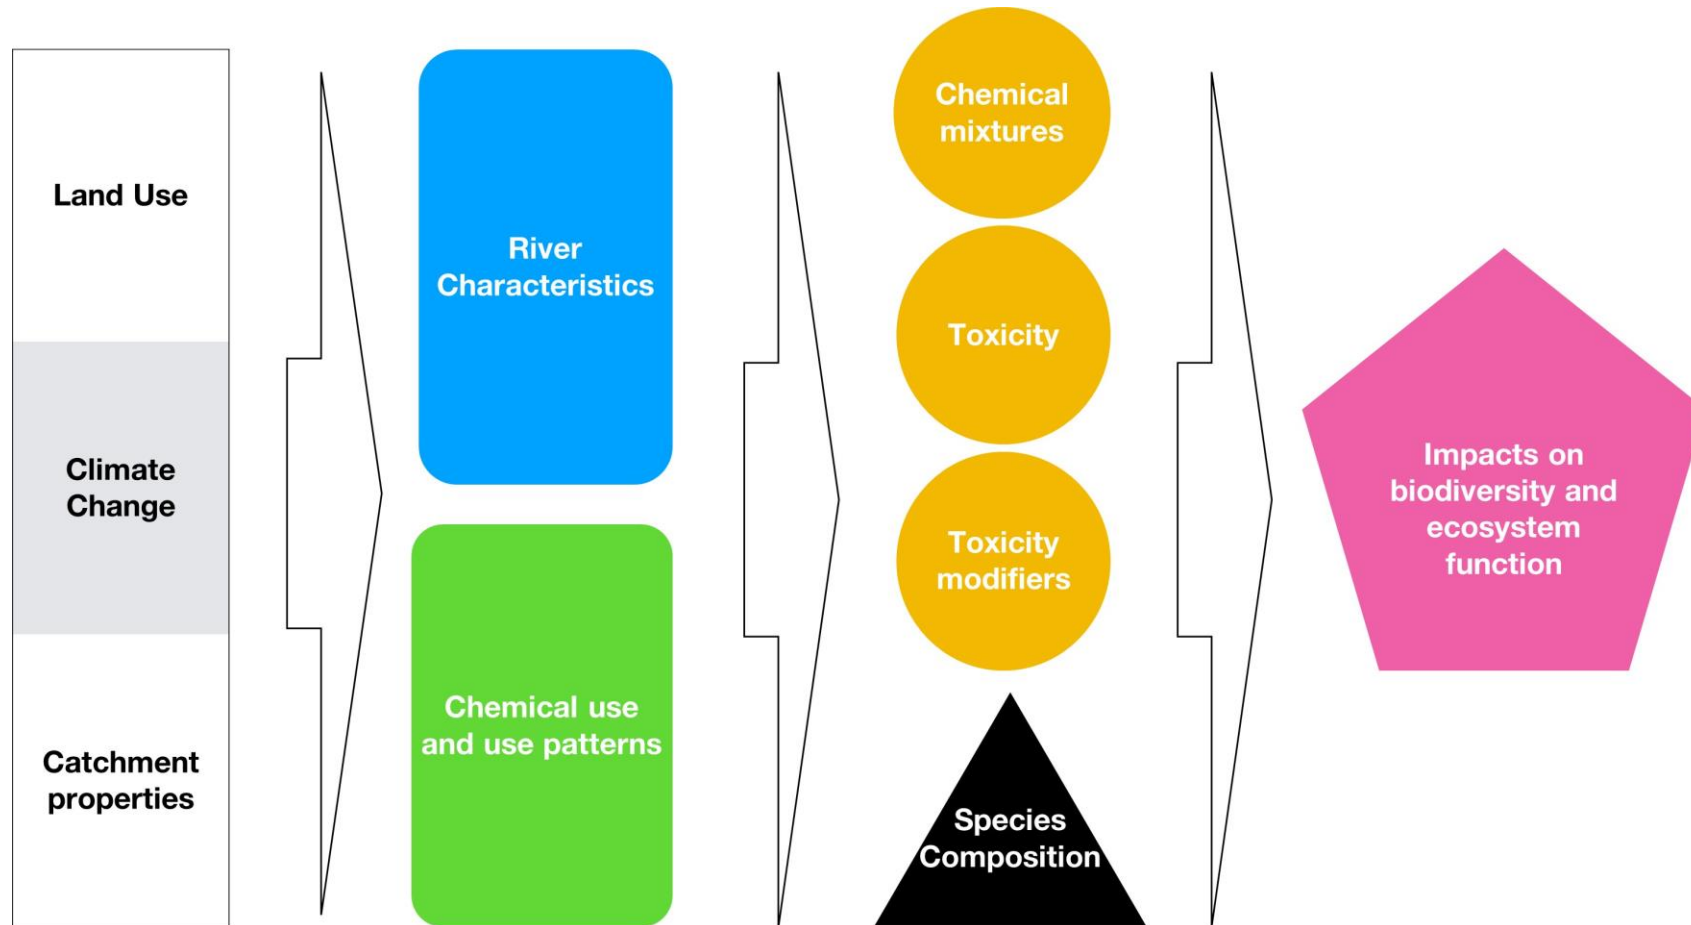 Land Use
Climate
Change
Catchment
properties
River
Characteristics
Chemical use
and use patterns
Chemical
mixtures
Toxicity
Toxicity
modifiers
Species
Composition
Impacts on
biodiversity and
ecosystem
function